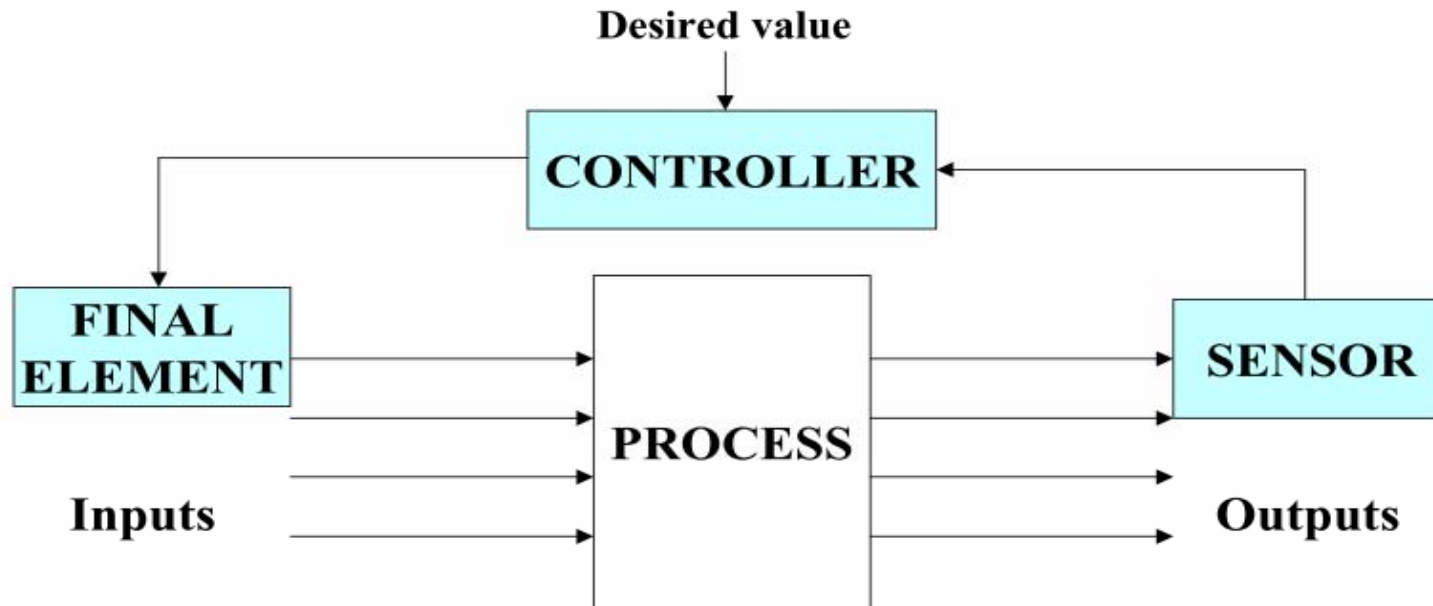 Desired value
CONTROLLER
FINAL
ELEMENT
SENSOR
PROCESS
Inputs
Outputs